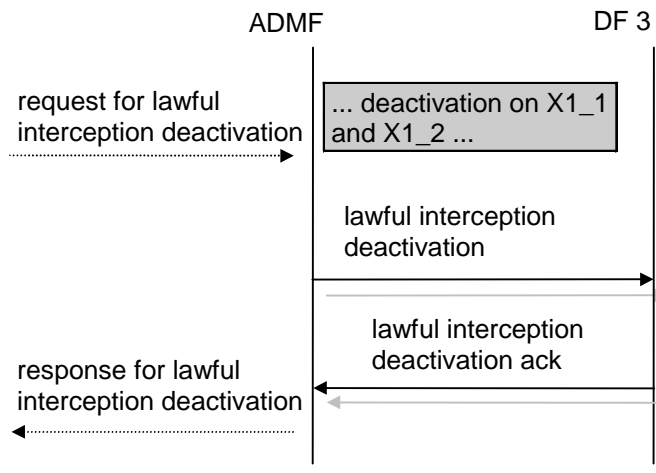 ADMF
DF 3
request for lawful
interception deactivation
... deactivation on X1_1
and X1_2 ...
lawful interception
deactivation
lawful interception
deactivation ack
response for lawful
interception deactivation